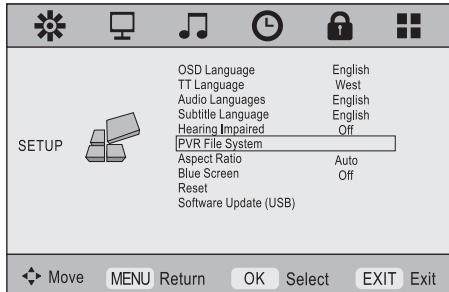 OSD Language English
TT Language West
Audio Languages English
Subtitle Language English
Hearing Impaired Off
SETUP
PVR File System
Aspect Ratio Auto
Blue Screen Off
Reset
Software Update (USB)
Move MENU Return OK Select EXIT Exit